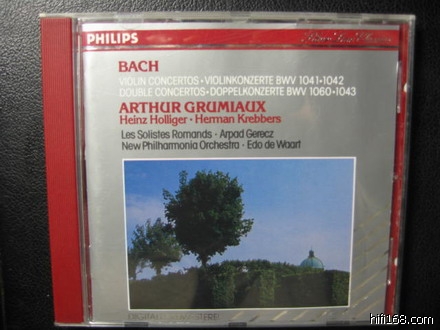 PHILIPS
BACH
VIOLIN CONCERTOS · VIOLINKONZERTE BWV 1041 · 1042
DOUBLE CONCERTOS · DOPPELKONZERTE BWV 1060 · 1043
ARTHUR GRUMIAUX
Heinz Holliger · Herman Krebbers
Les Solistes Romands · Arpad Gerecz
New Philharmonia Orchestra · Edo de Waart
hifi168.com